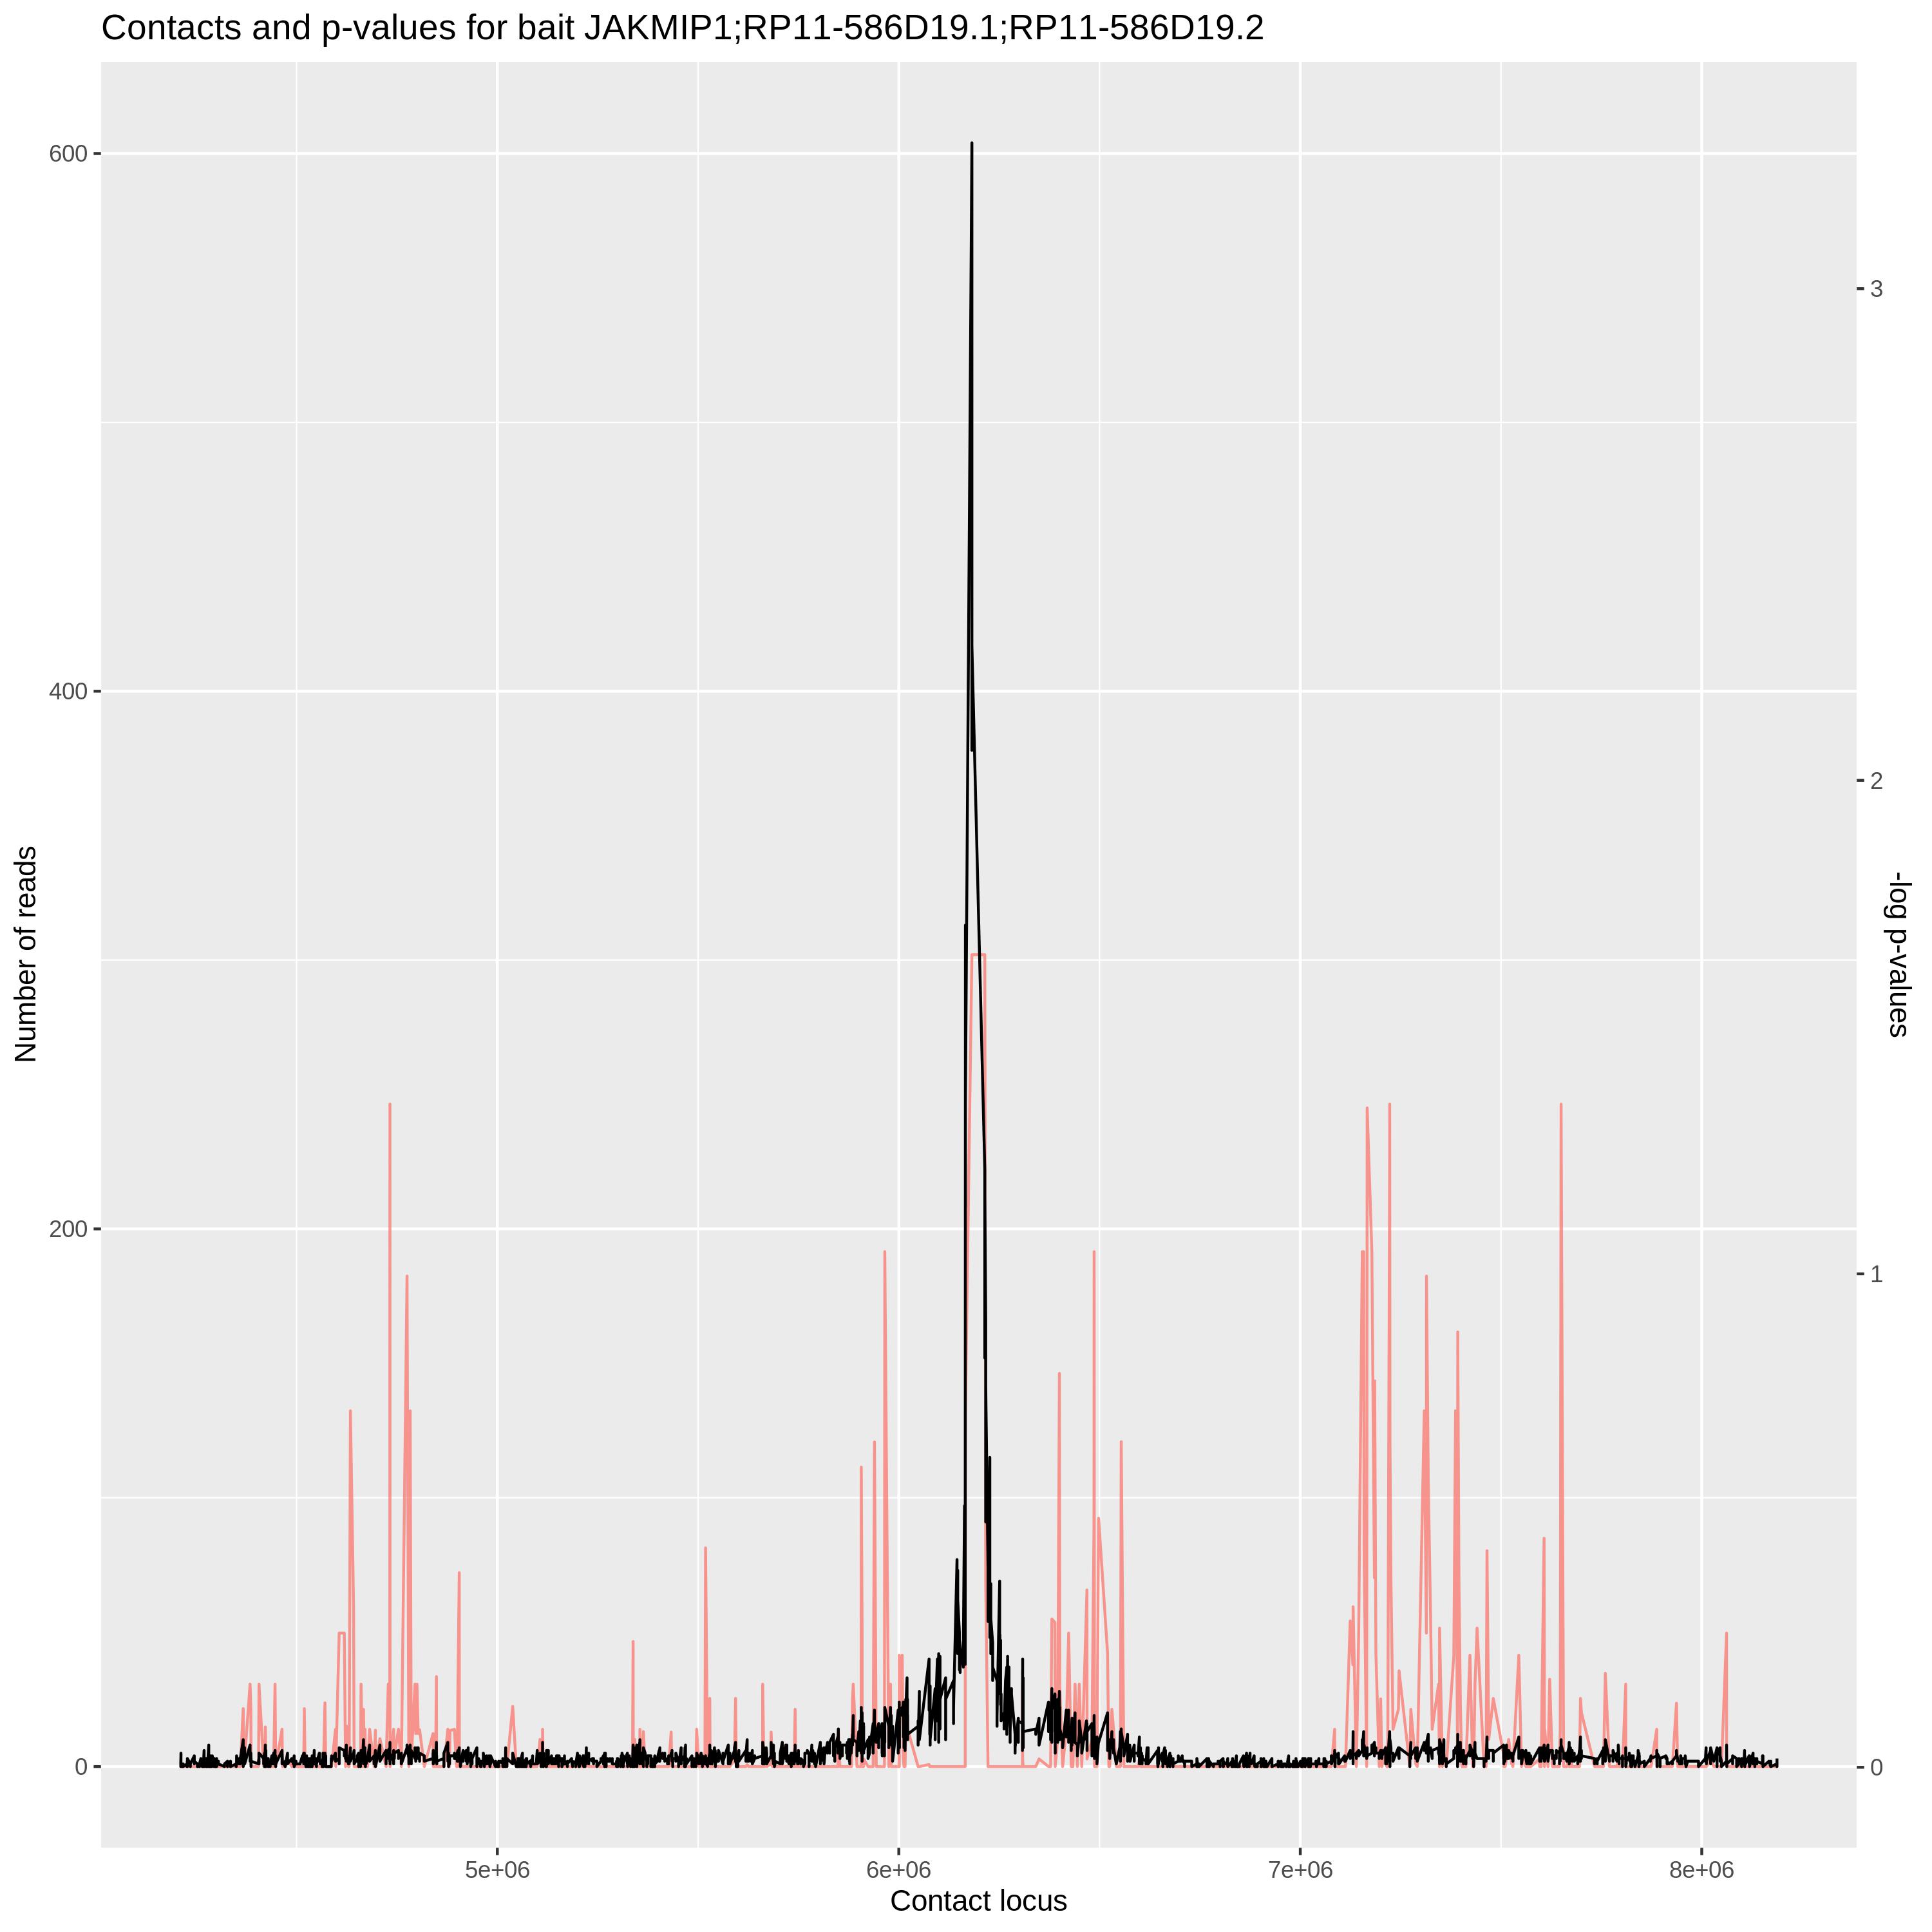 Contacts and p-values for bait JAKMIP1;RP11-586D19.1;RP11-586D19.2
600
400
200
0
Number of reads
3
2
1
0
-log p-values
5e+06
6e+06
7e+06
8e+06
Contact locus